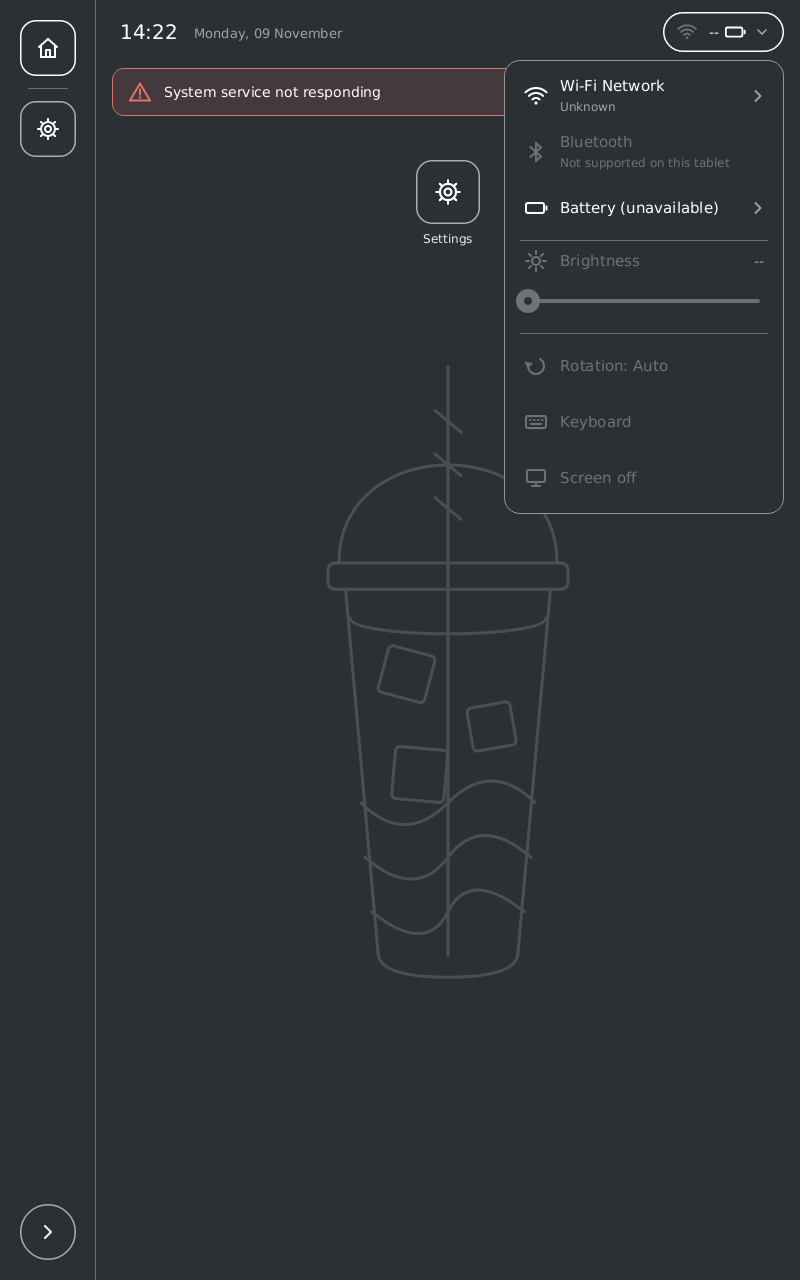 14:22 Monday, 09 November
--
System service not responding
Settings
Wi-Fi Network
Unknown
Bluetooth
Not supported on this tablet
Battery (unavailable)
Brightness --
Rotation: Auto
Keyboard
Screen off